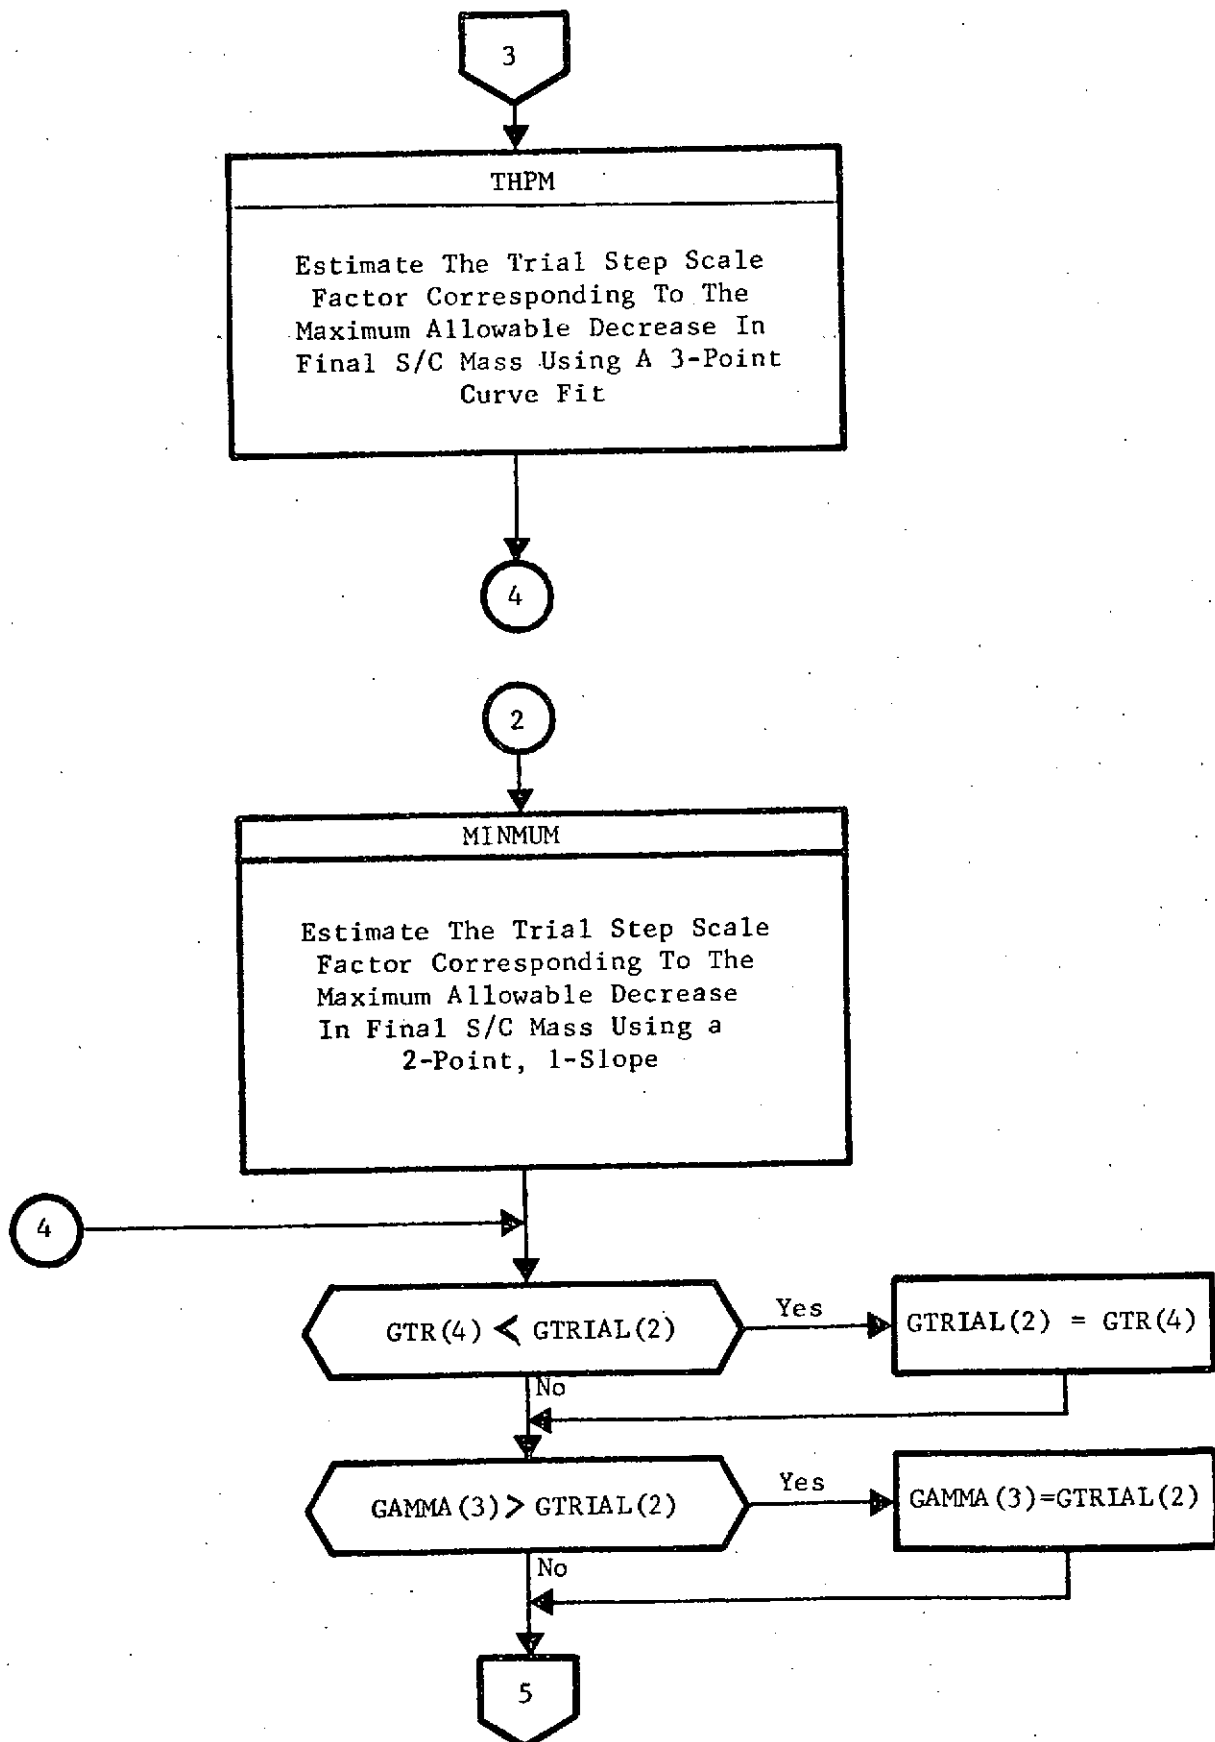 3
THPM
Estimate The Trial Step Scale
Factor Corresponding To The
Maximum Allowable Decrease In
Final S/C Mass Using A 3-Point
Curve Fit
4
2
MINMUM
Estimate The Trial Step Scale
Factor Corresponding To The
Maximum Allowable Decrease
In Final S/C Mass Using a
2-Point, 1-Slope
4
GTR(4) < GTRIAL(2)
Yes
GTRIAL(2) = GTR(4)
No
GAMMA(3) > GTRIAL(2)
Yes
GAMMA(3)=GTRIAL(2)
No
5